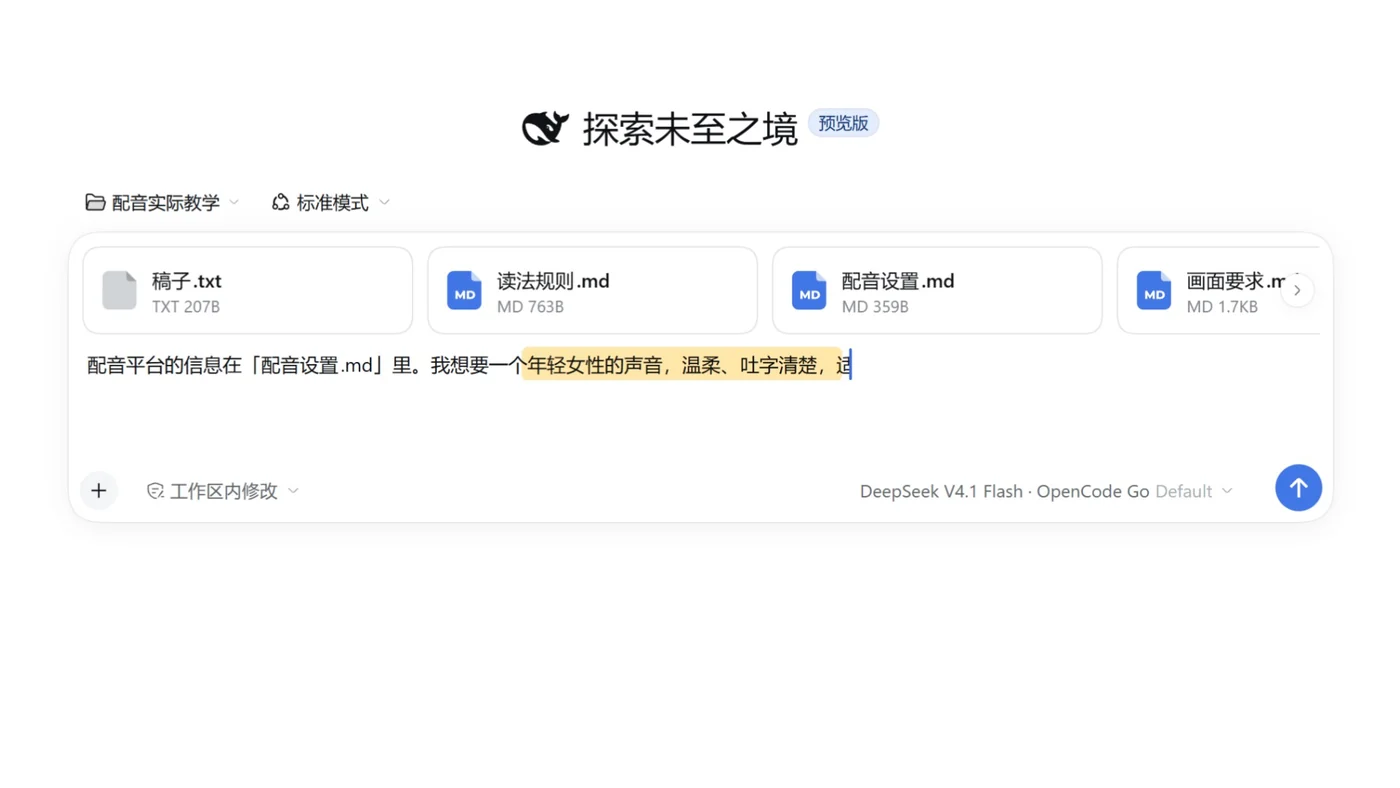 探索未至之境 预览版
配音实际教学 标准模式
稿子.txt
TXT 207B
MD
读法规则.md
MD 763B
MD
配音设置.md
MD 359B
MD
画面要求.m
MD 1.7KB
配音平台的信息在「配音设置.md」里。我想要一个年轻女性的声音，温柔、吐字清楚，适
工作区内修改
DeepSeek V4.1 Flash · OpenCode Go Default